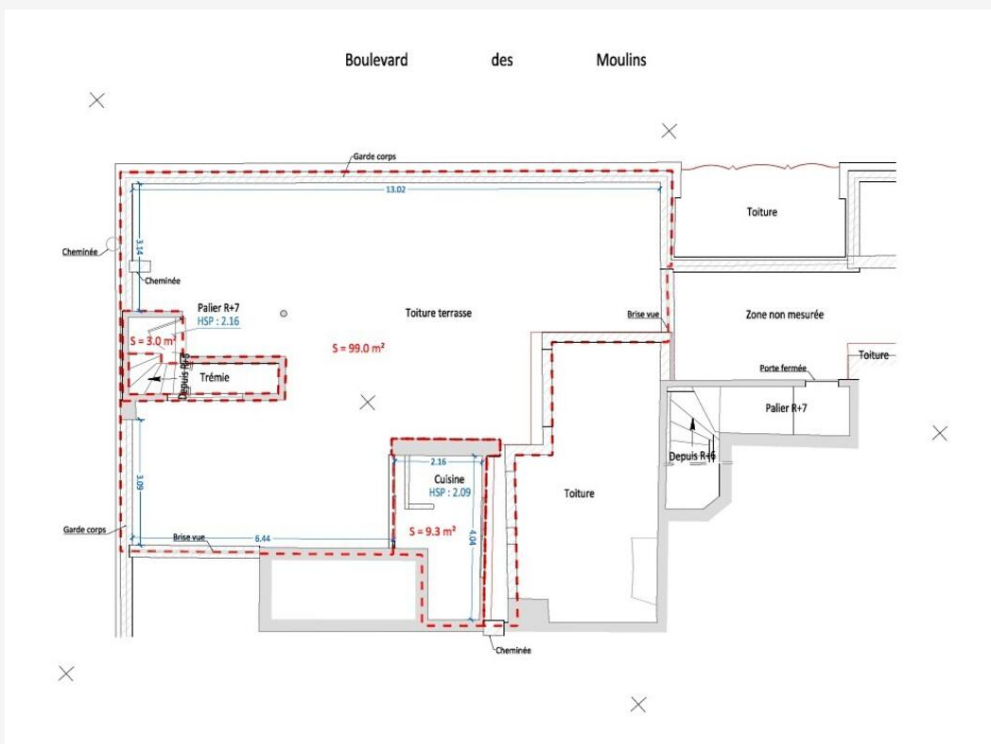 Boulevard des Moulins
Garde corps
13.02
Toiture
Cheminée
3.14
Cheminée
Palier R+7
HSP : 2.16
Toiture terrasse
Brise vue
Zone non mesurée
S = 3.0 m²
S = 99.0 m²
Toiture
Depuis R+6
Trémie
Porte fermée
Palier R+7
Depuis R+6
2.16
Cuisine
HSP : 2.09
3.09
Toiture
Garde corps
Brise vue
6.44
S = 9.3 m²
4.04
Cheminée